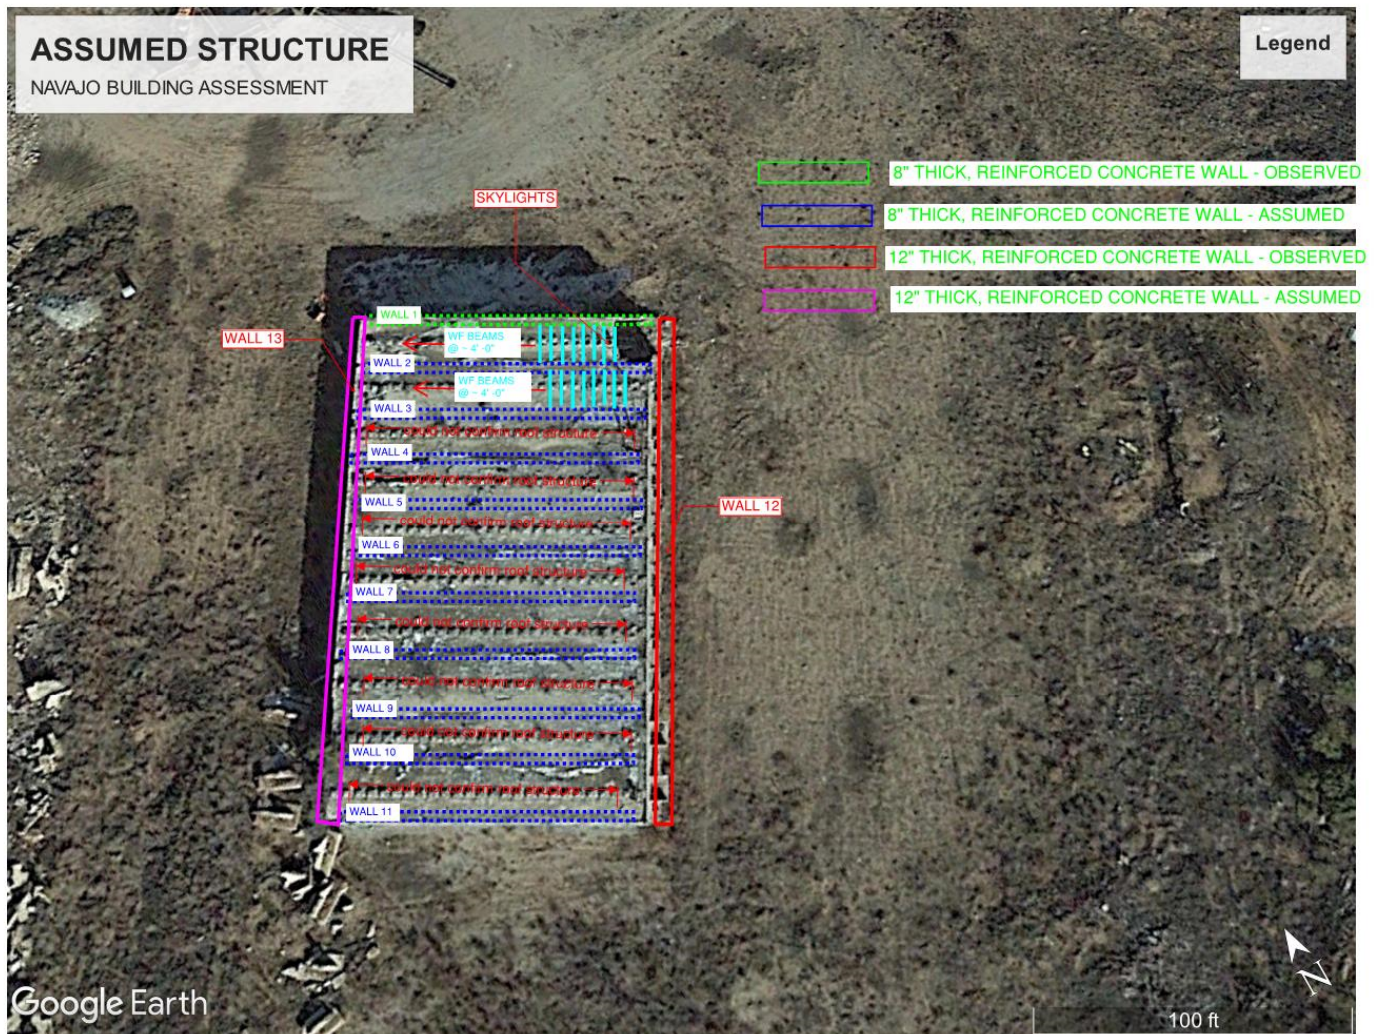 ASSUMED STRUCTURE
NAVAJO BUILDING ASSESSMENT
Legend
8" THICK, REINFORCED CONCRETE WALL - OBSERVED
8" THICK, REINFORCED CONCRETE WALL - ASSUMED
12" THICK, REINFORCED CONCRETE WALL - OBSERVED
12" THICK, REINFORCED CONCRETE WALL - ASSUMED
SKYLIGHTS
WALL 1
WALL 13
WF BEAMS
@ ~ 4' -0"
WALL 2
WF BEAMS
@ ~ 4' -0"
WALL 3
could not confirm roof structure
WALL 4
could not confirm roof structure
WALL 5
WALL 12
could not confirm roof structure
WALL 6
could not confirm roof structure
WALL 7
could not confirm roof structure
WALL 8
could not confirm roof structure
WALL 9
could not confirm roof structure
WALL 10
could not confirm roof structure
WALL 11
N
Google Earth
100 ft